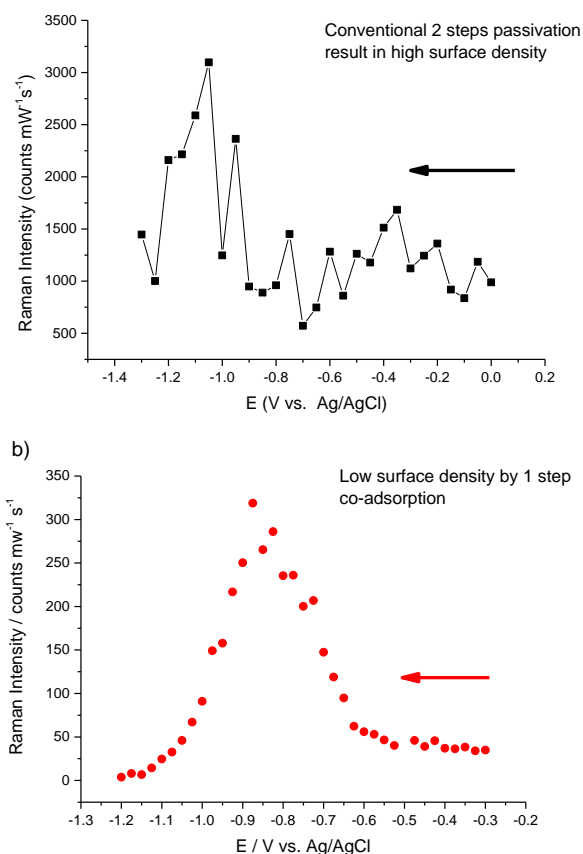 Conventional 2 steps passivation
result in high surface density
Raman Intensity (counts mW⁻¹s⁻¹)
3500
3000
2500
2000
1500
1000
500
-1.4 -1.2 -1.0 -0.8 -0.6 -0.4 -0.2 0.0 0.2
E (V vs. Ag/AgCl)
b)
Low surface density by 1 step
co-adsorption
Raman Intensity / counts mw⁻¹ s⁻¹
350
300
250
200
150
100
50
0
-1.3 -1.2 -1.1 -1.0 -0.9 -0.8 -0.7 -0.6 -0.5 -0.4 -0.3 -0.2
E / V vs. Ag/AgCl